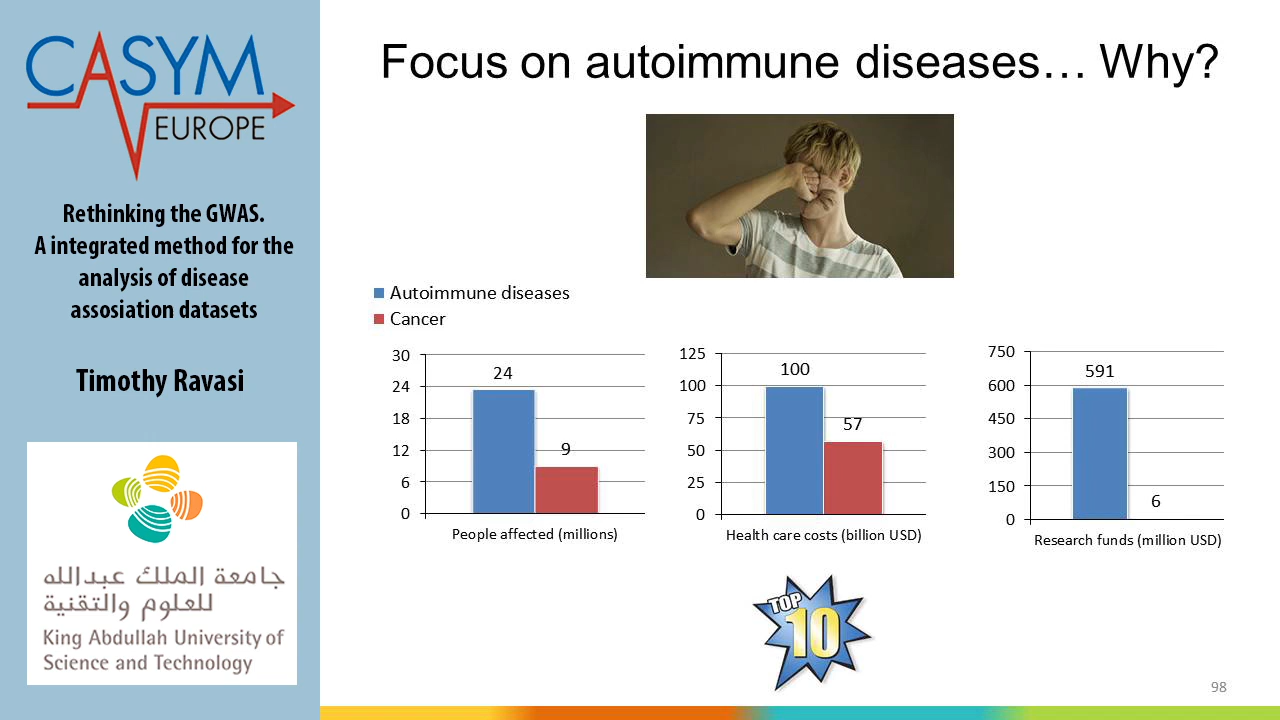 CASYM
EUROPE
Rethinking the GWAS.
A integrated method for the
analysis of disease
assosiation datasets
Timothy Ravasi
جامعة الملك عبدالله
للعلوم والتقنية
King Abdullah University of
Science and Technology
Focus on autoimmune diseases… Why?
Autoimmune diseases
Cancer
30
24
18
12
6
0
24
9
People affected (millions)
125
100
75
50
25
0
100
57
Health care costs (billion USD)
750
600
450
300
150
0
591
6
Research funds (million USD)
TOP
10
98